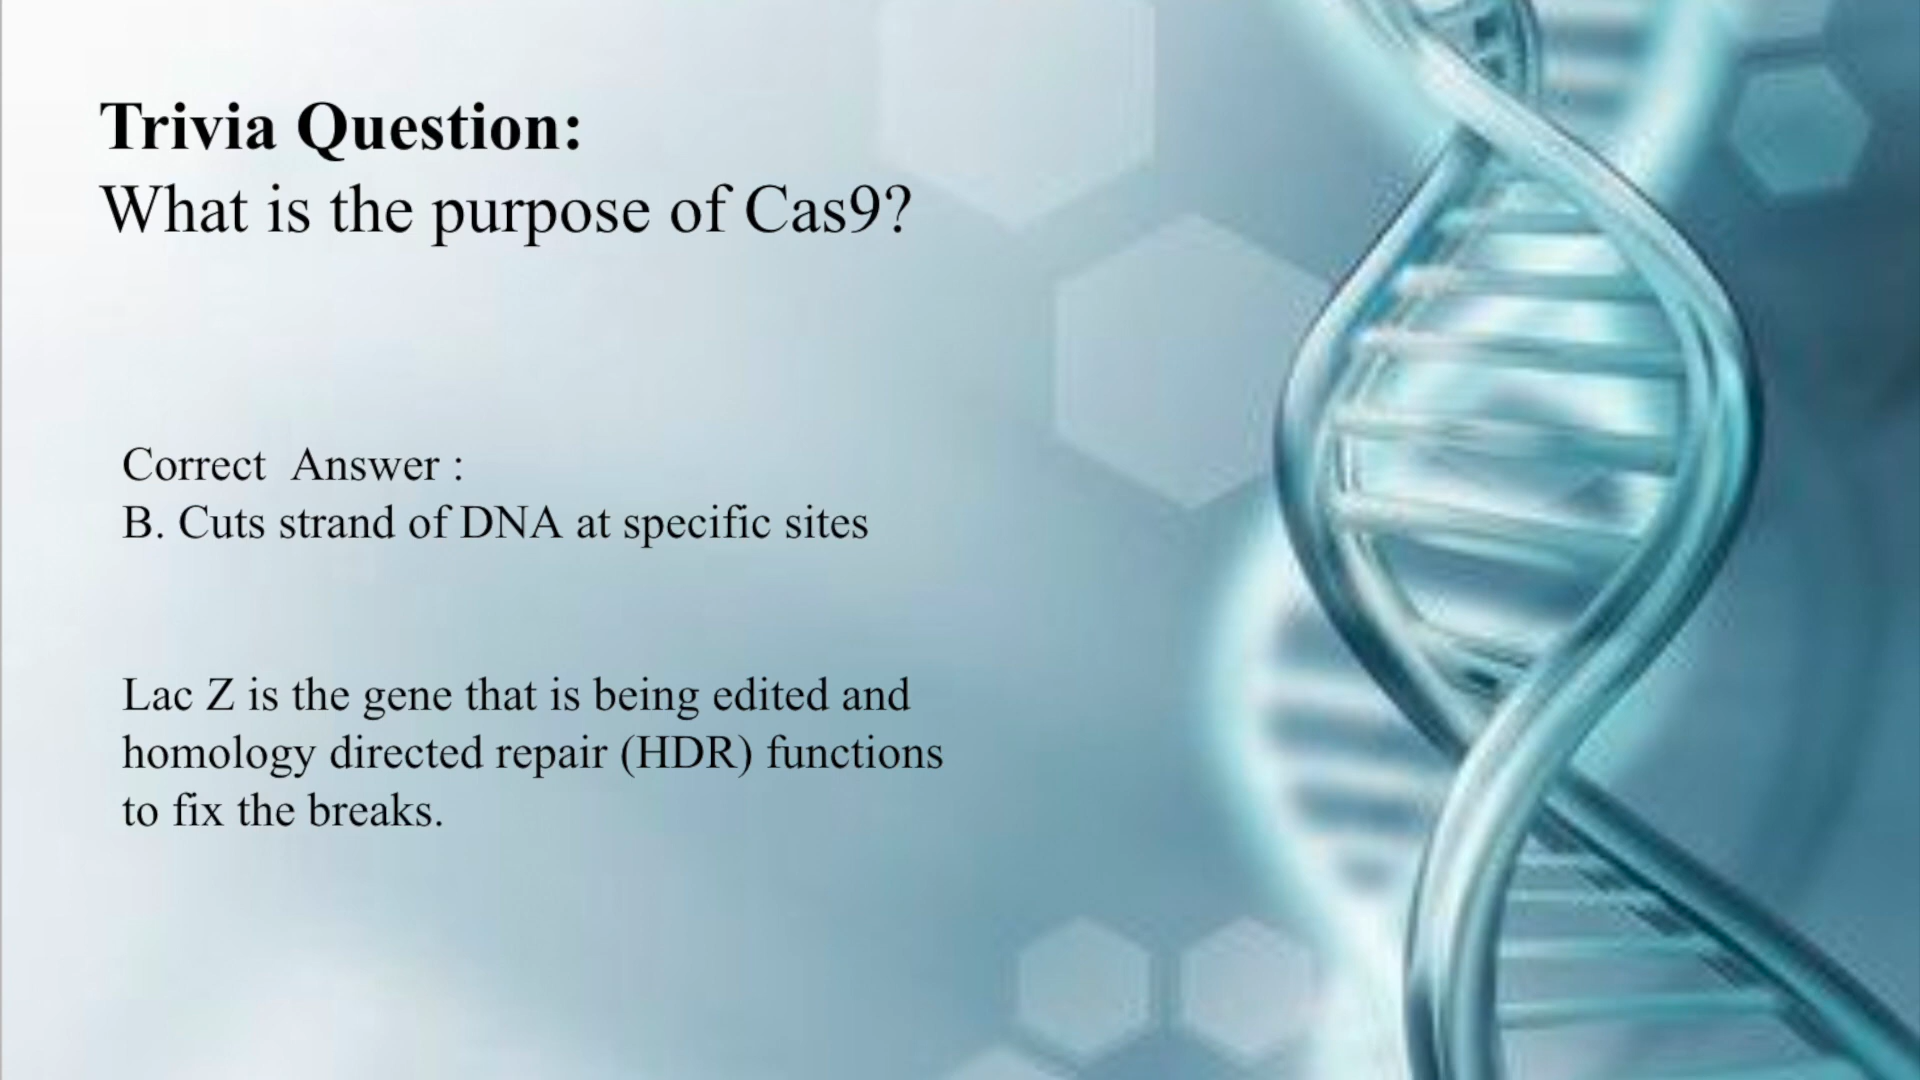 Trivia Question:
What is the purpose of Cas9?
Correct Answer :
B. Cuts strand of DNA at specific sites
Lac Z is the gene that is being edited and
homology directed repair (HDR) functions
to fix the breaks.